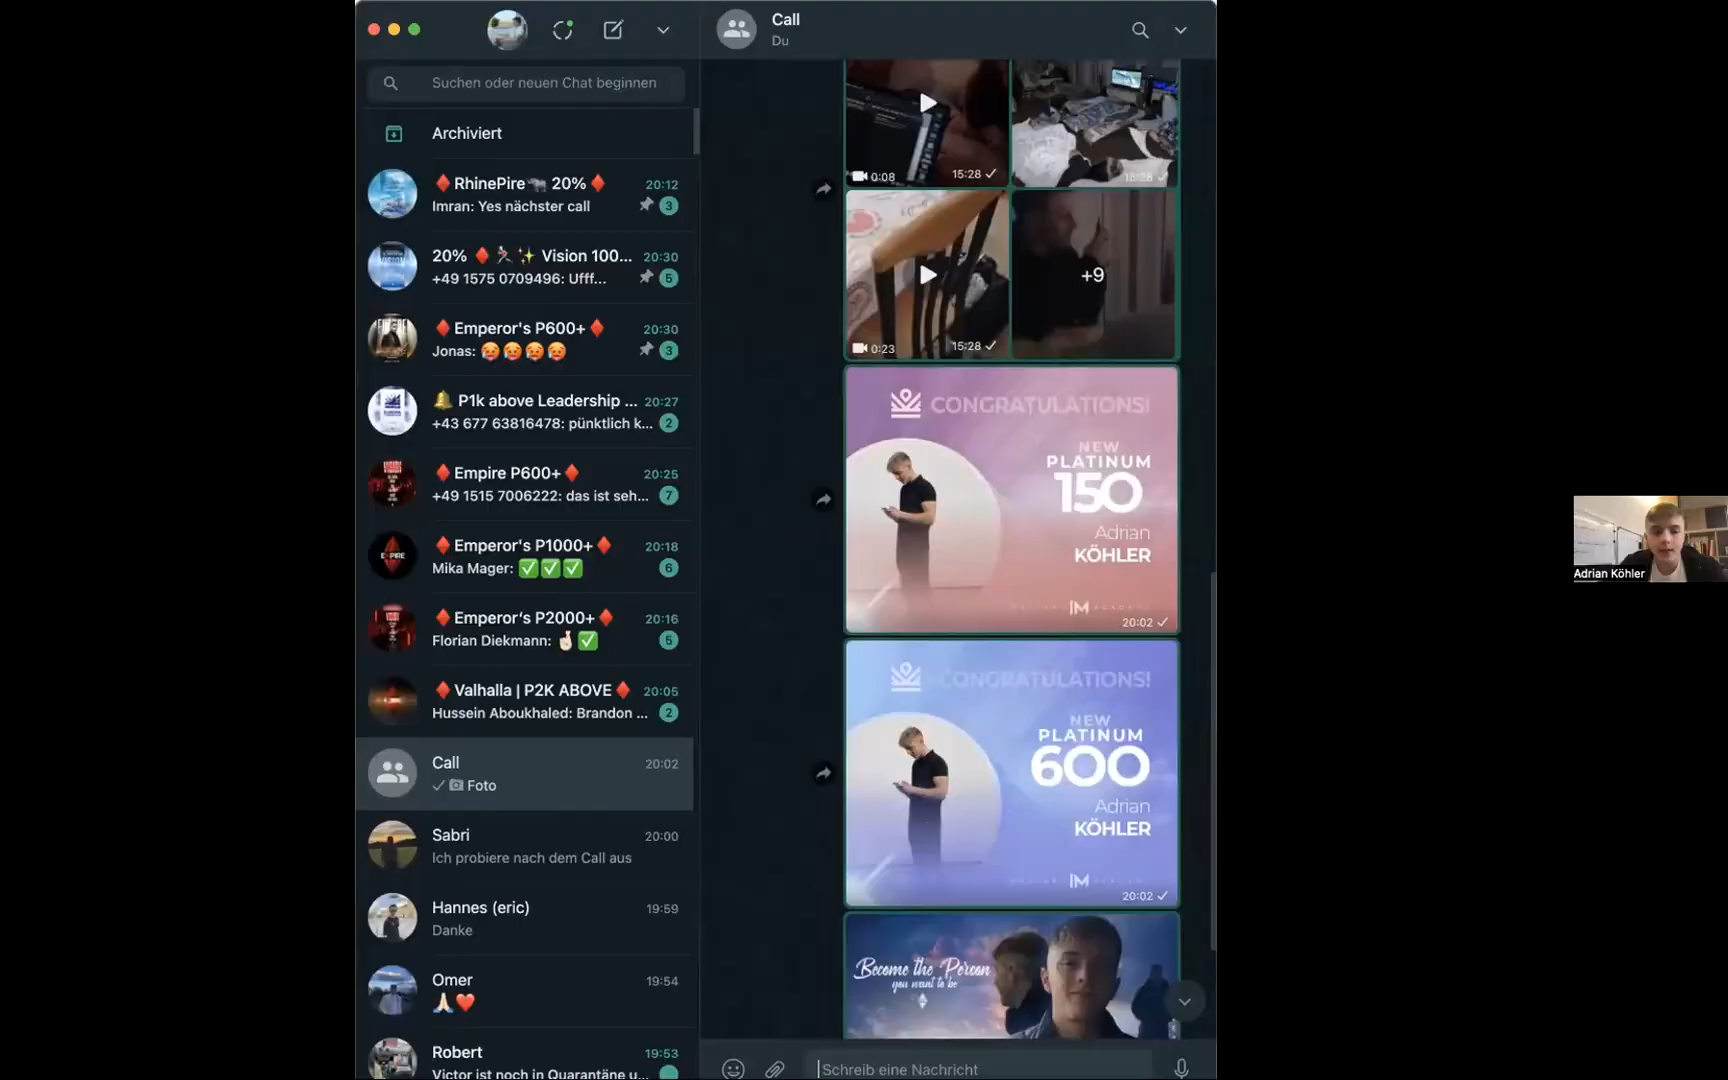 Call
Du
Suchen oder neuen Chat beginnen
Archiviert
♦️RhinePire🦏 20%♦️ 20:12
Imran: Yes nächster call 3
20% ♦️🏃🏻✨ Vision 100... 20:30
+49 1575 0709496: Ufff... 5
♦️Emperor's P600+♦️ 20:30
Jonas: 🥵🥵🥵🥵 3
🔔 P1k above Leadership ... 20:27
+43 677 63816478: pünktlich k... 2
♦️Empire P600+♦️ 20:25
+49 1515 7006222: das ist seh... 7
♦️Emperor's P1000+♦️ 20:18
Mika Mager: ✅✅✅ 6
♦️Emperor‘s P2000+♦️ 20:16
Florian Diekmann: 🤞🏻✅ 5
♦️Valhalla | P2K ABOVE♦️ 20:05
Hussein Aboukhaled: Brandon ... 2
Call 20:02
Foto
Sabri 20:00
Ich probiere nach dem Call aus
Hannes (eric) 19:59
Danke
Omer 19:54
🙏🏻❤️
Robert 19:53
Victor ist noch in Quarantäne u...
EMPIRE
0:08 15:28
15:28
0:23 15:28
+9
CONGRATULATIONS!
NEW
PLATINUM
150
Adrian
KÖHLER
IM
20:02
CONGRATULATIONS!
NEW
PLATINUM
600
Adrian
KÖHLER
IM
20:02
Become the Person
you want to be
Schreib eine Nachricht
Adrian Köhler